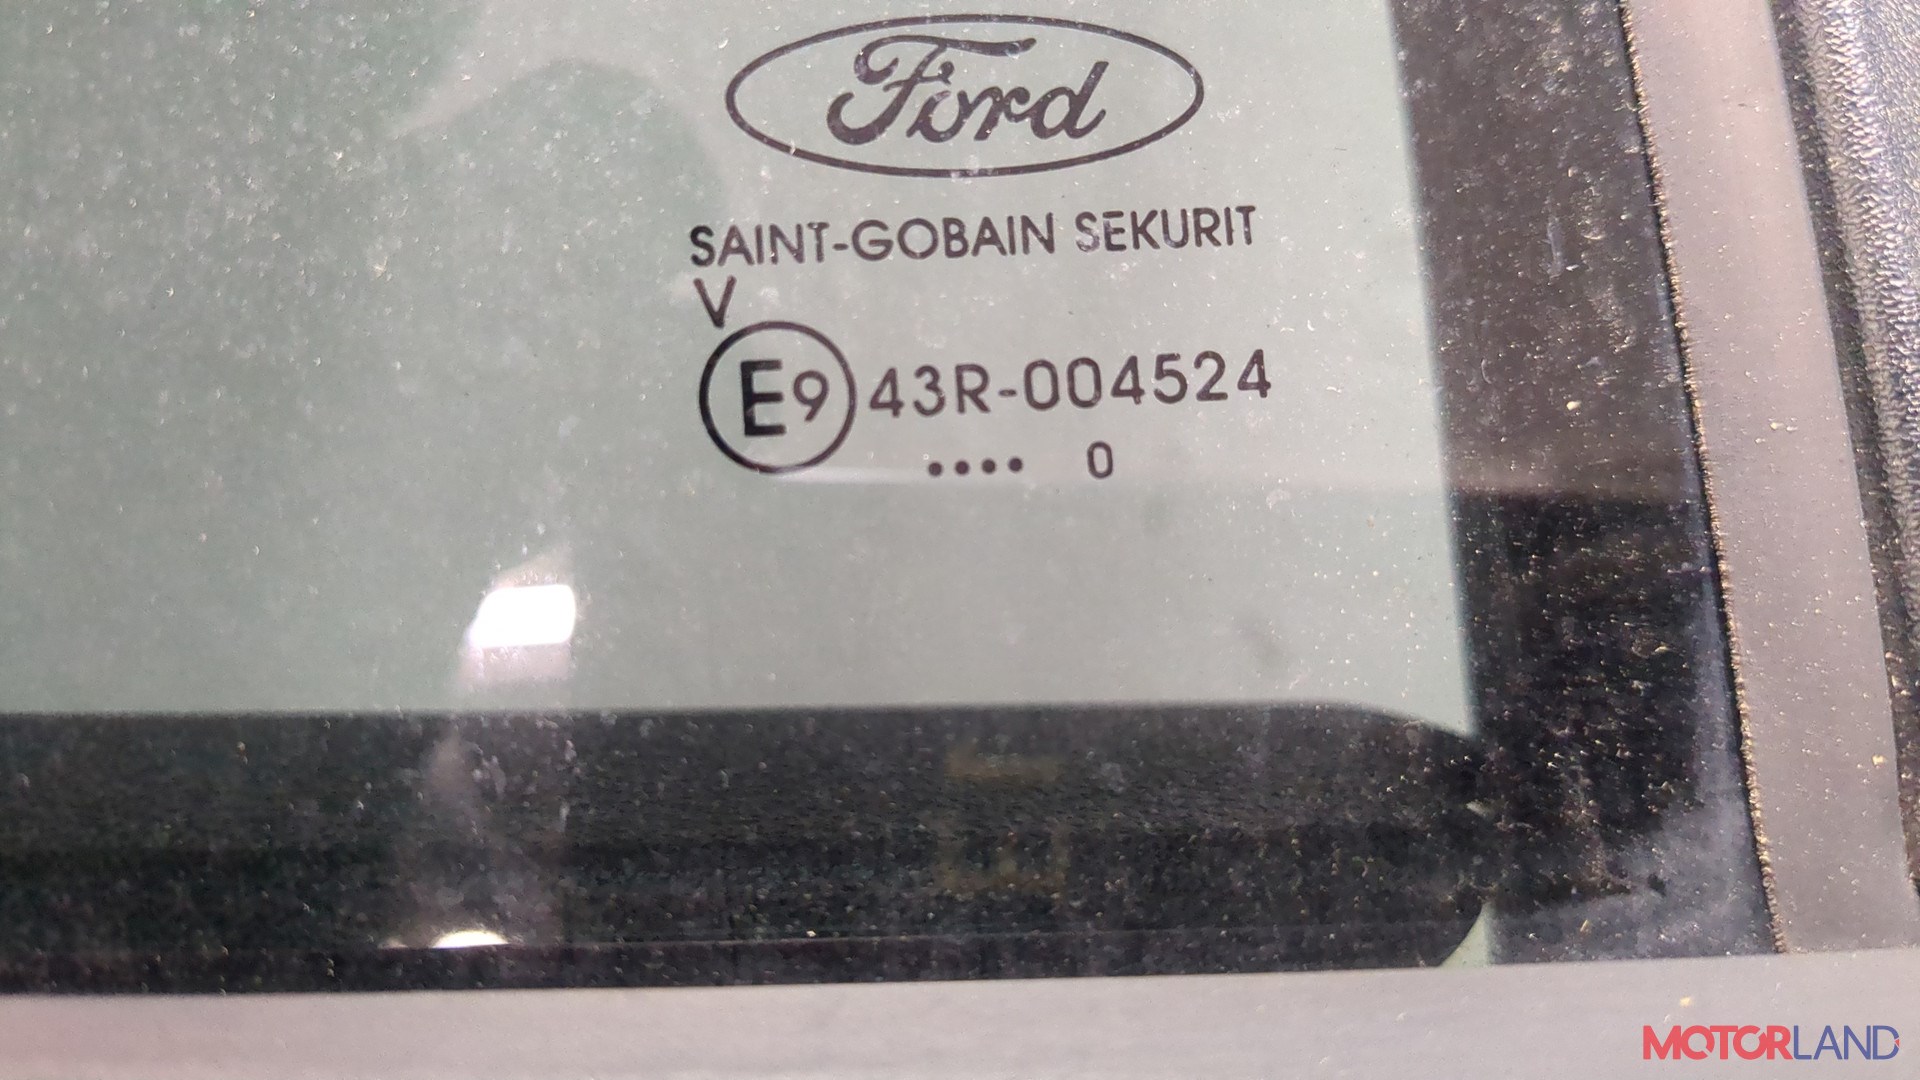 Ford
SAINT-GOBAIN SEKURIT
V
E9 43R-004524
.... 0
MOTORLAND